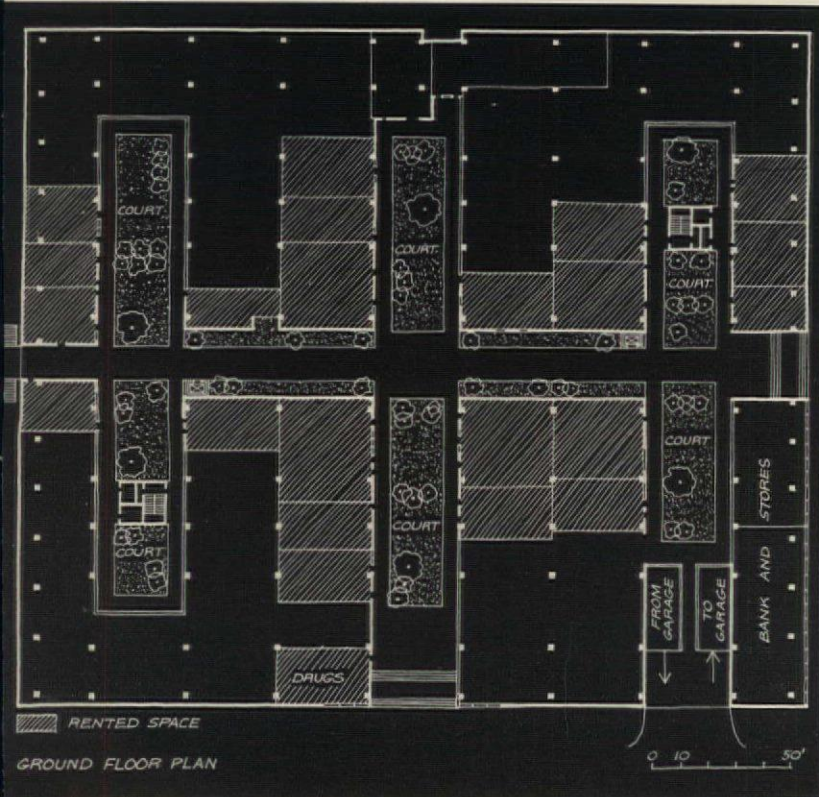 COURT
COURT
COURT
COURT
COURT
COURT
STORES
BANK AND
FROM
GARAGE
TO
GARAGE
DRUGS
RENTED SPACE
GROUND FLOOR PLAN
0 10 50'